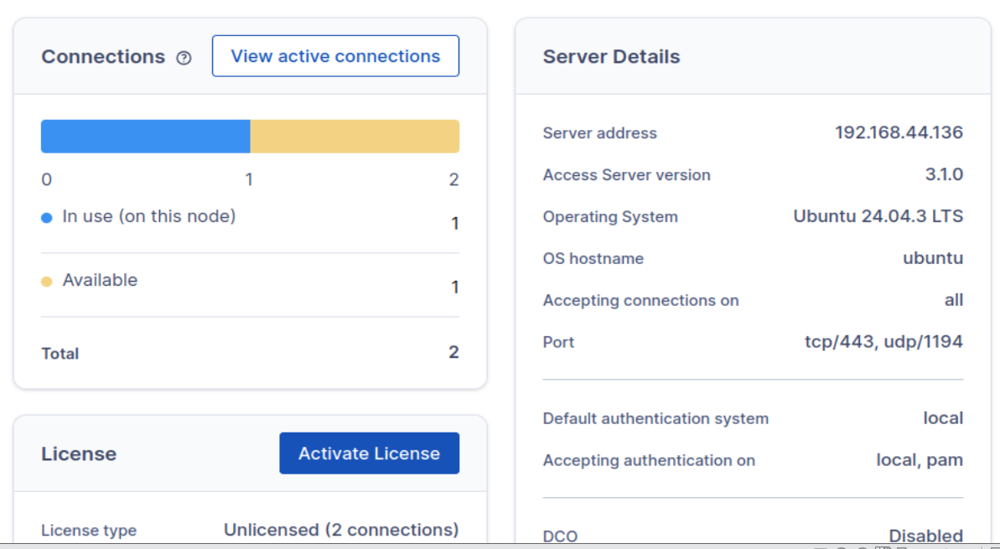 Connections
View active connections
0 1 2
In use (on this node) 1
Available 1
Total 2
License
Activate License
License type Unlicensed (2 connections)
Server Details
Server address 192.168.44.136
Access Server version 3.1.0
Operating System Ubuntu 24.04.3 LTS
OS hostname ubuntu
Accepting connections on all
Port tcp/443, udp/1194
Default authentication system local
Accepting authentication on local, pam
DCO Disabled